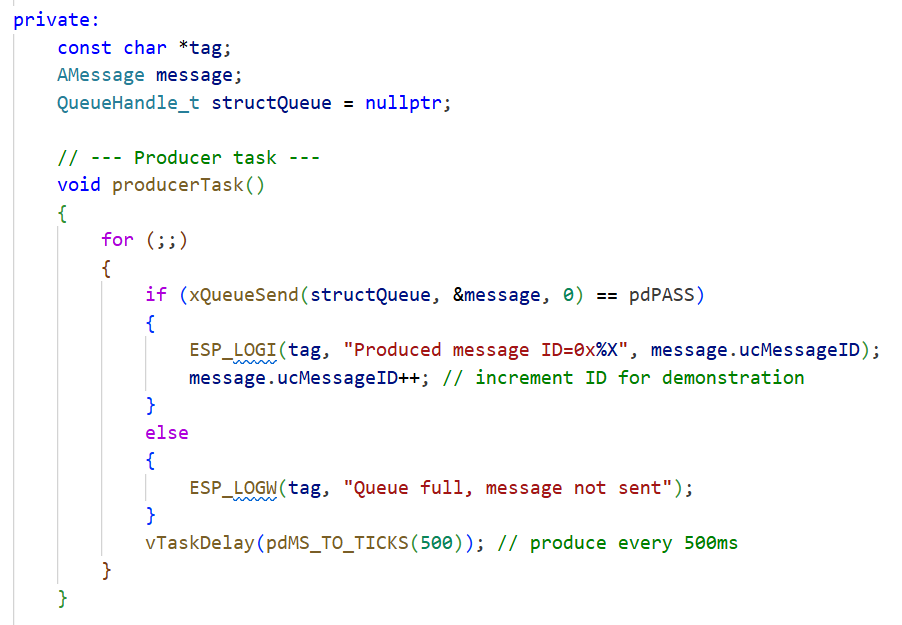 private:
    const char *tag;
    AMessage message;
    QueueHandle_t structQueue = nullptr;

    // --- Producer task ---
    void producerTask()
    {
        for (;;)
        {
            if (xQueueSend(structQueue, &message, 0) == pdPASS)
            {
                ESP_LOGI(tag, "Produced message ID=0x%X", message.ucMessageID);
                message.ucMessageID++; // increment ID for demonstration
            }
            else
            {
                ESP_LOGW(tag, "Queue full, message not sent");
            }
            vTaskDelay(pdMS_TO_TICKS(500)); // produce every 500ms
        }
    }